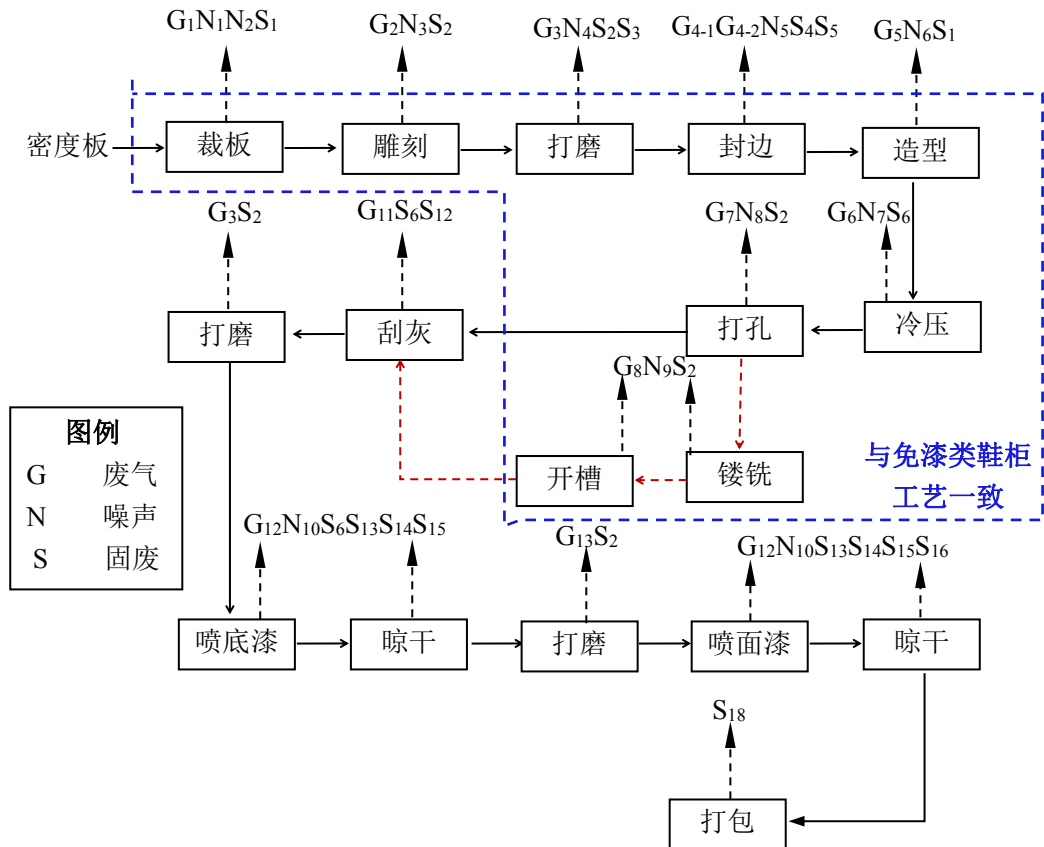 G₁N₁N₂S₁
G₂N₃S₂
G₃N₄S₂S₃
G₄₋₁G₄₋₂N₅S₄S₅
G₅N₆S₁
密度板
裁板
雕刻
打磨
封边
造型
G₃S₂
G₁₁S₆S₁₂
G₇N₈S₂
G₆N₇S₆
打磨
刮灰
打孔
冷压
G₈N₉S₂
开槽
镂铣
与免漆类鞋柜
工艺一致
图例
G 废气
N 噪声
S 固废
G₁₂N₁₀S₆S₁₃S₁₄S₁₅
G₁₃S₂
G₁₂N₁₀S₁₃S₁₄S₁₅S₁₆
喷底漆
晾干
打磨
喷面漆
晾干
S₁₈
打包